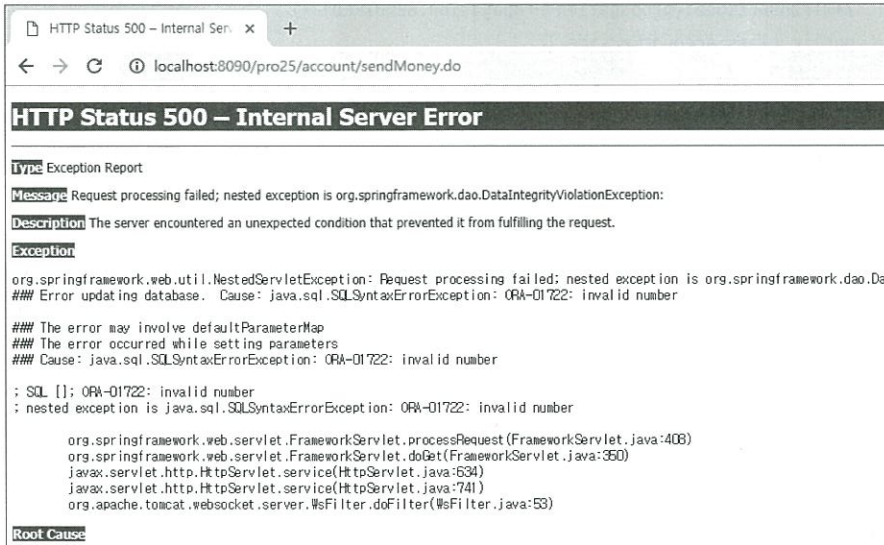 HTTP Status 500 – Internal Ser
localhost:8090/pro25/account/sendMoney.do
HTTP Status 500 – Internal Server Error
Type Exception Report
Message Request processing failed; nested exception is org.springframework.dao.DataIntegrityViolationException:
Description The server encountered an unexpected condition that prevented it from fulfilling the request.
Exception
org.springframework.web.util.NestedServletException: Request processing failed; nested exception is org.springframework.dao.Da
### Error updating database.  Cause: java.sql.SQLSyntaxErrorException: ORA-01722: invalid number
### The error may involve defaultParameterMap
### The error occurred while setting parameters
### Cause: java.sql.SQLSyntaxErrorException: ORA-01722: invalid number
; SQL []; ORA-01722: invalid number
; nested exception is java.sql.SQLSyntaxErrorException: ORA-01722: invalid number
org.springframework.web.servlet.FrameworkServlet.processRequest(FrameworkServlet.java:408)
org.springframework.web.servlet.FrameworkServlet.doGet(FrameworkServlet.java:350)
javax.servlet.http.HttpServlet.service(HttpServlet.java:634)
javax.servlet.http.HttpServlet.service(HttpServlet.java:741)
org.apache.tomcat.websocket.server.WsFilter.doFilter(WsFilter.java:53)
Root Cause